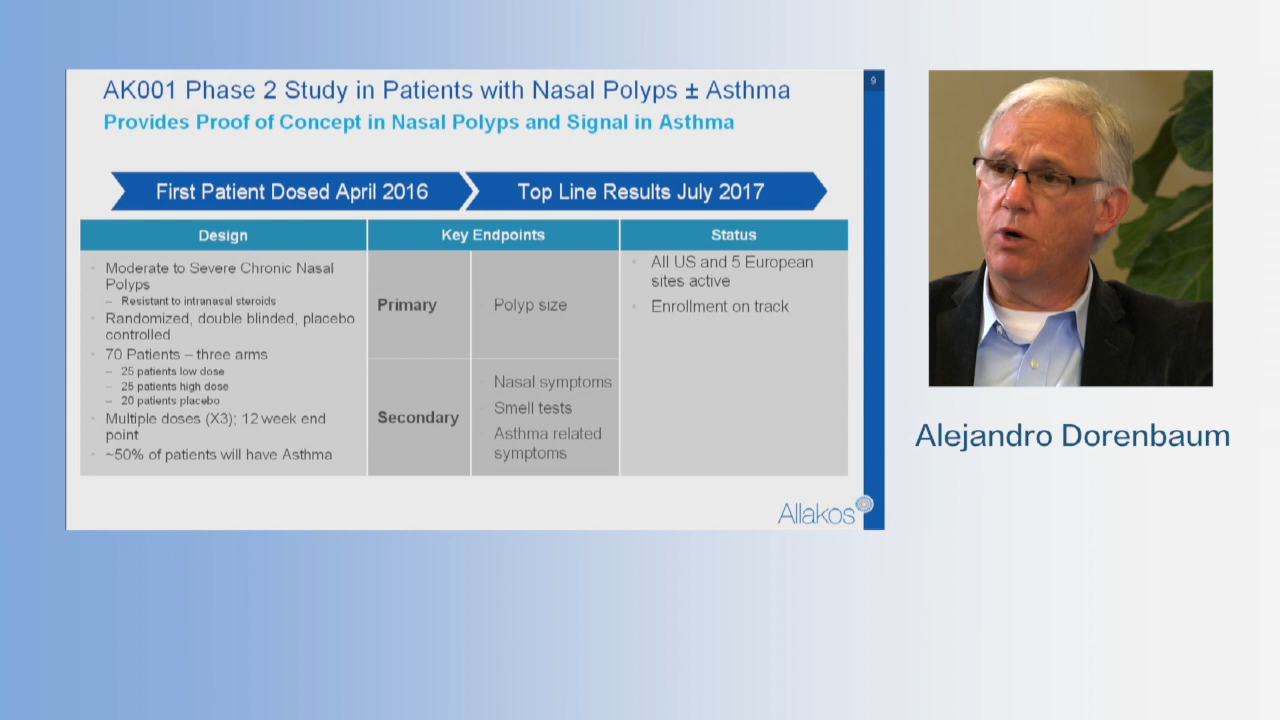 9
AK001 Phase 2 Study in Patients with Nasal Polyps ± Asthma
Provides Proof of Concept in Nasal Polyps and Signal in Asthma
First Patient Dosed April 2016
Top Line Results July 2017
Design
Key Endpoints
Status
• Moderate to Severe Chronic Nasal
Polyps
– Resistant to intranasal steroids
• Randomized, double blinded, placebo
controlled
• 70 Patients – three arms
– 25 patients low dose
– 25 patients high dose
– 20 patients placebo
• Multiple doses (X3); 12 week end
point
• ~50% of patients will have Asthma
Primary
Polyp size
Secondary
Nasal symptoms
Smell tests
Asthma related
symptoms
• All US and 5 European
sites active
• Enrollment on track
Allakos
Alejandro Dorenbaum